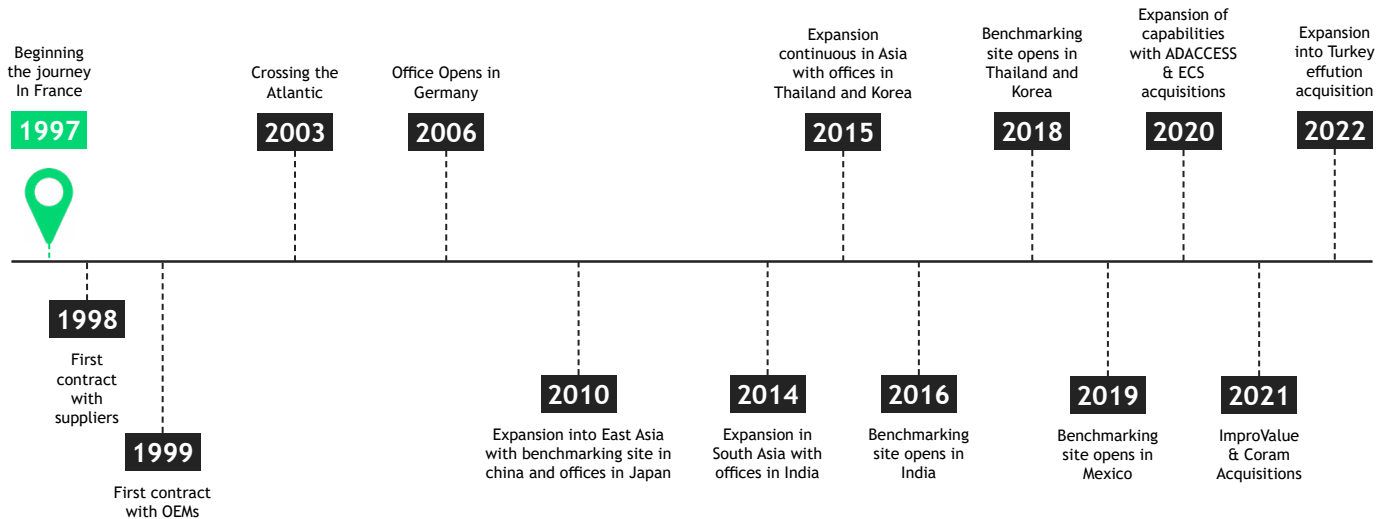 Beginning
the journey
In France
1997
1998
First
contract
with
suppliers
1999
First contract
with OEMs
Crossing the
Atlantic
2003
Office Opens in
Germany
2006
2010
Expansion into East Asia
with benchmarking site in
china and offices in Japan
2014
Expansion in
South Asia with
offices in India
Expansion
continuous in Asia
with offices in
Thailand and Korea
2015
2016
Benchmarking
site opens in
India
Benchmarking
site opens in
Thailand and
Korea
2018
2019
Benchmarking
site opens in
Mexico
Expansion of
capabilities
with ADACCESS
& ECS
acquisitions
2020
2021
ImproValue
& Coram
Acquisitions
Expansion
into Turkey
effution
acquisition
2022